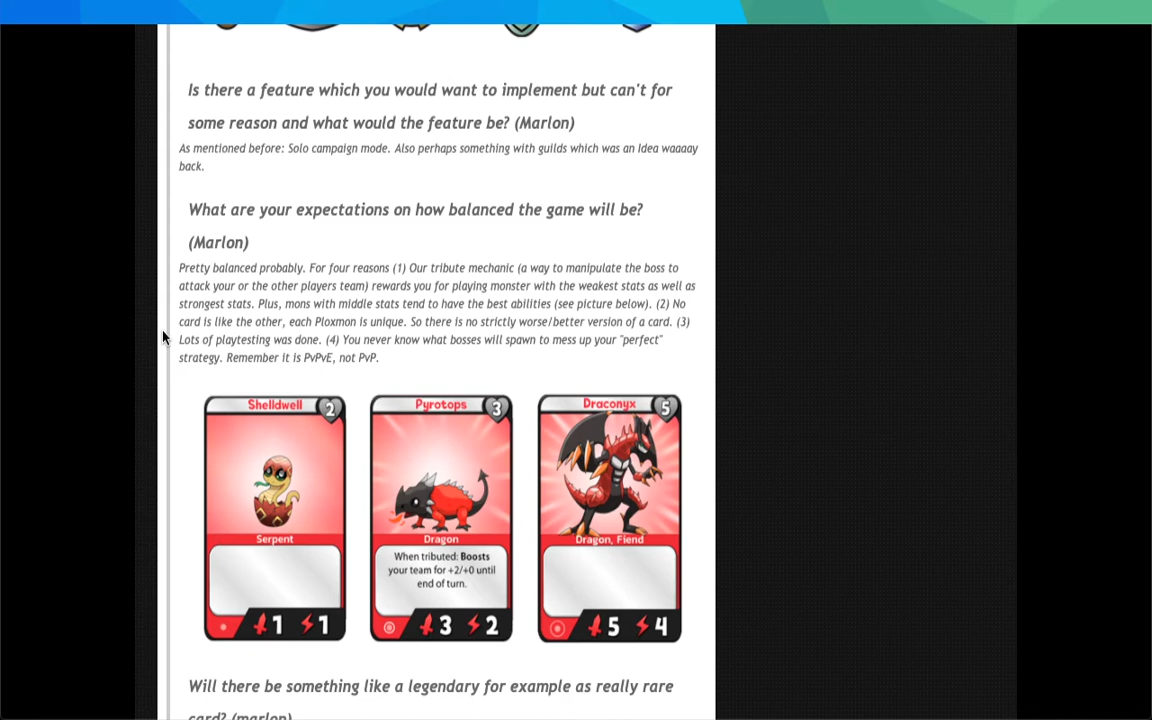 Is there a feature which you would want to implement but can't for
some reason and what would the feature be? (Marlon)
As mentioned before: Solo campaign mode. Also perhaps something with guilds which was an Idea waaaay
back.
What are your expectations on how balanced the game will be?
(Marlon)
Pretty balanced probably. For four reasons (1) Our tribute mechanic (a way to manipulate the boss to
attack your or the other players team) rewards you for playing monster with the weakest stats as well as
strongest stats. Plus, mons with middle stats tend to have the best abilities (see picture below). (2) No
card is like the other, each Ploxmon is unique. So there is no strictly worse/better version of a card. (3)
Lots of playtesting was done. (4) You never know what bosses will spawn to mess up your "perfect"
strategy. Remember it is PvPvE, not PvP.
Shelldwell 2
Serpent
1 1
Pyrotops 3
Dragon
When tributed: Boosts
your team for +2/+0 until
end of turn.
3 2
Draconyx 5
Dragon, Fiend
5 4
Will there be something like a legendary for example as really rare
card? (marlon)